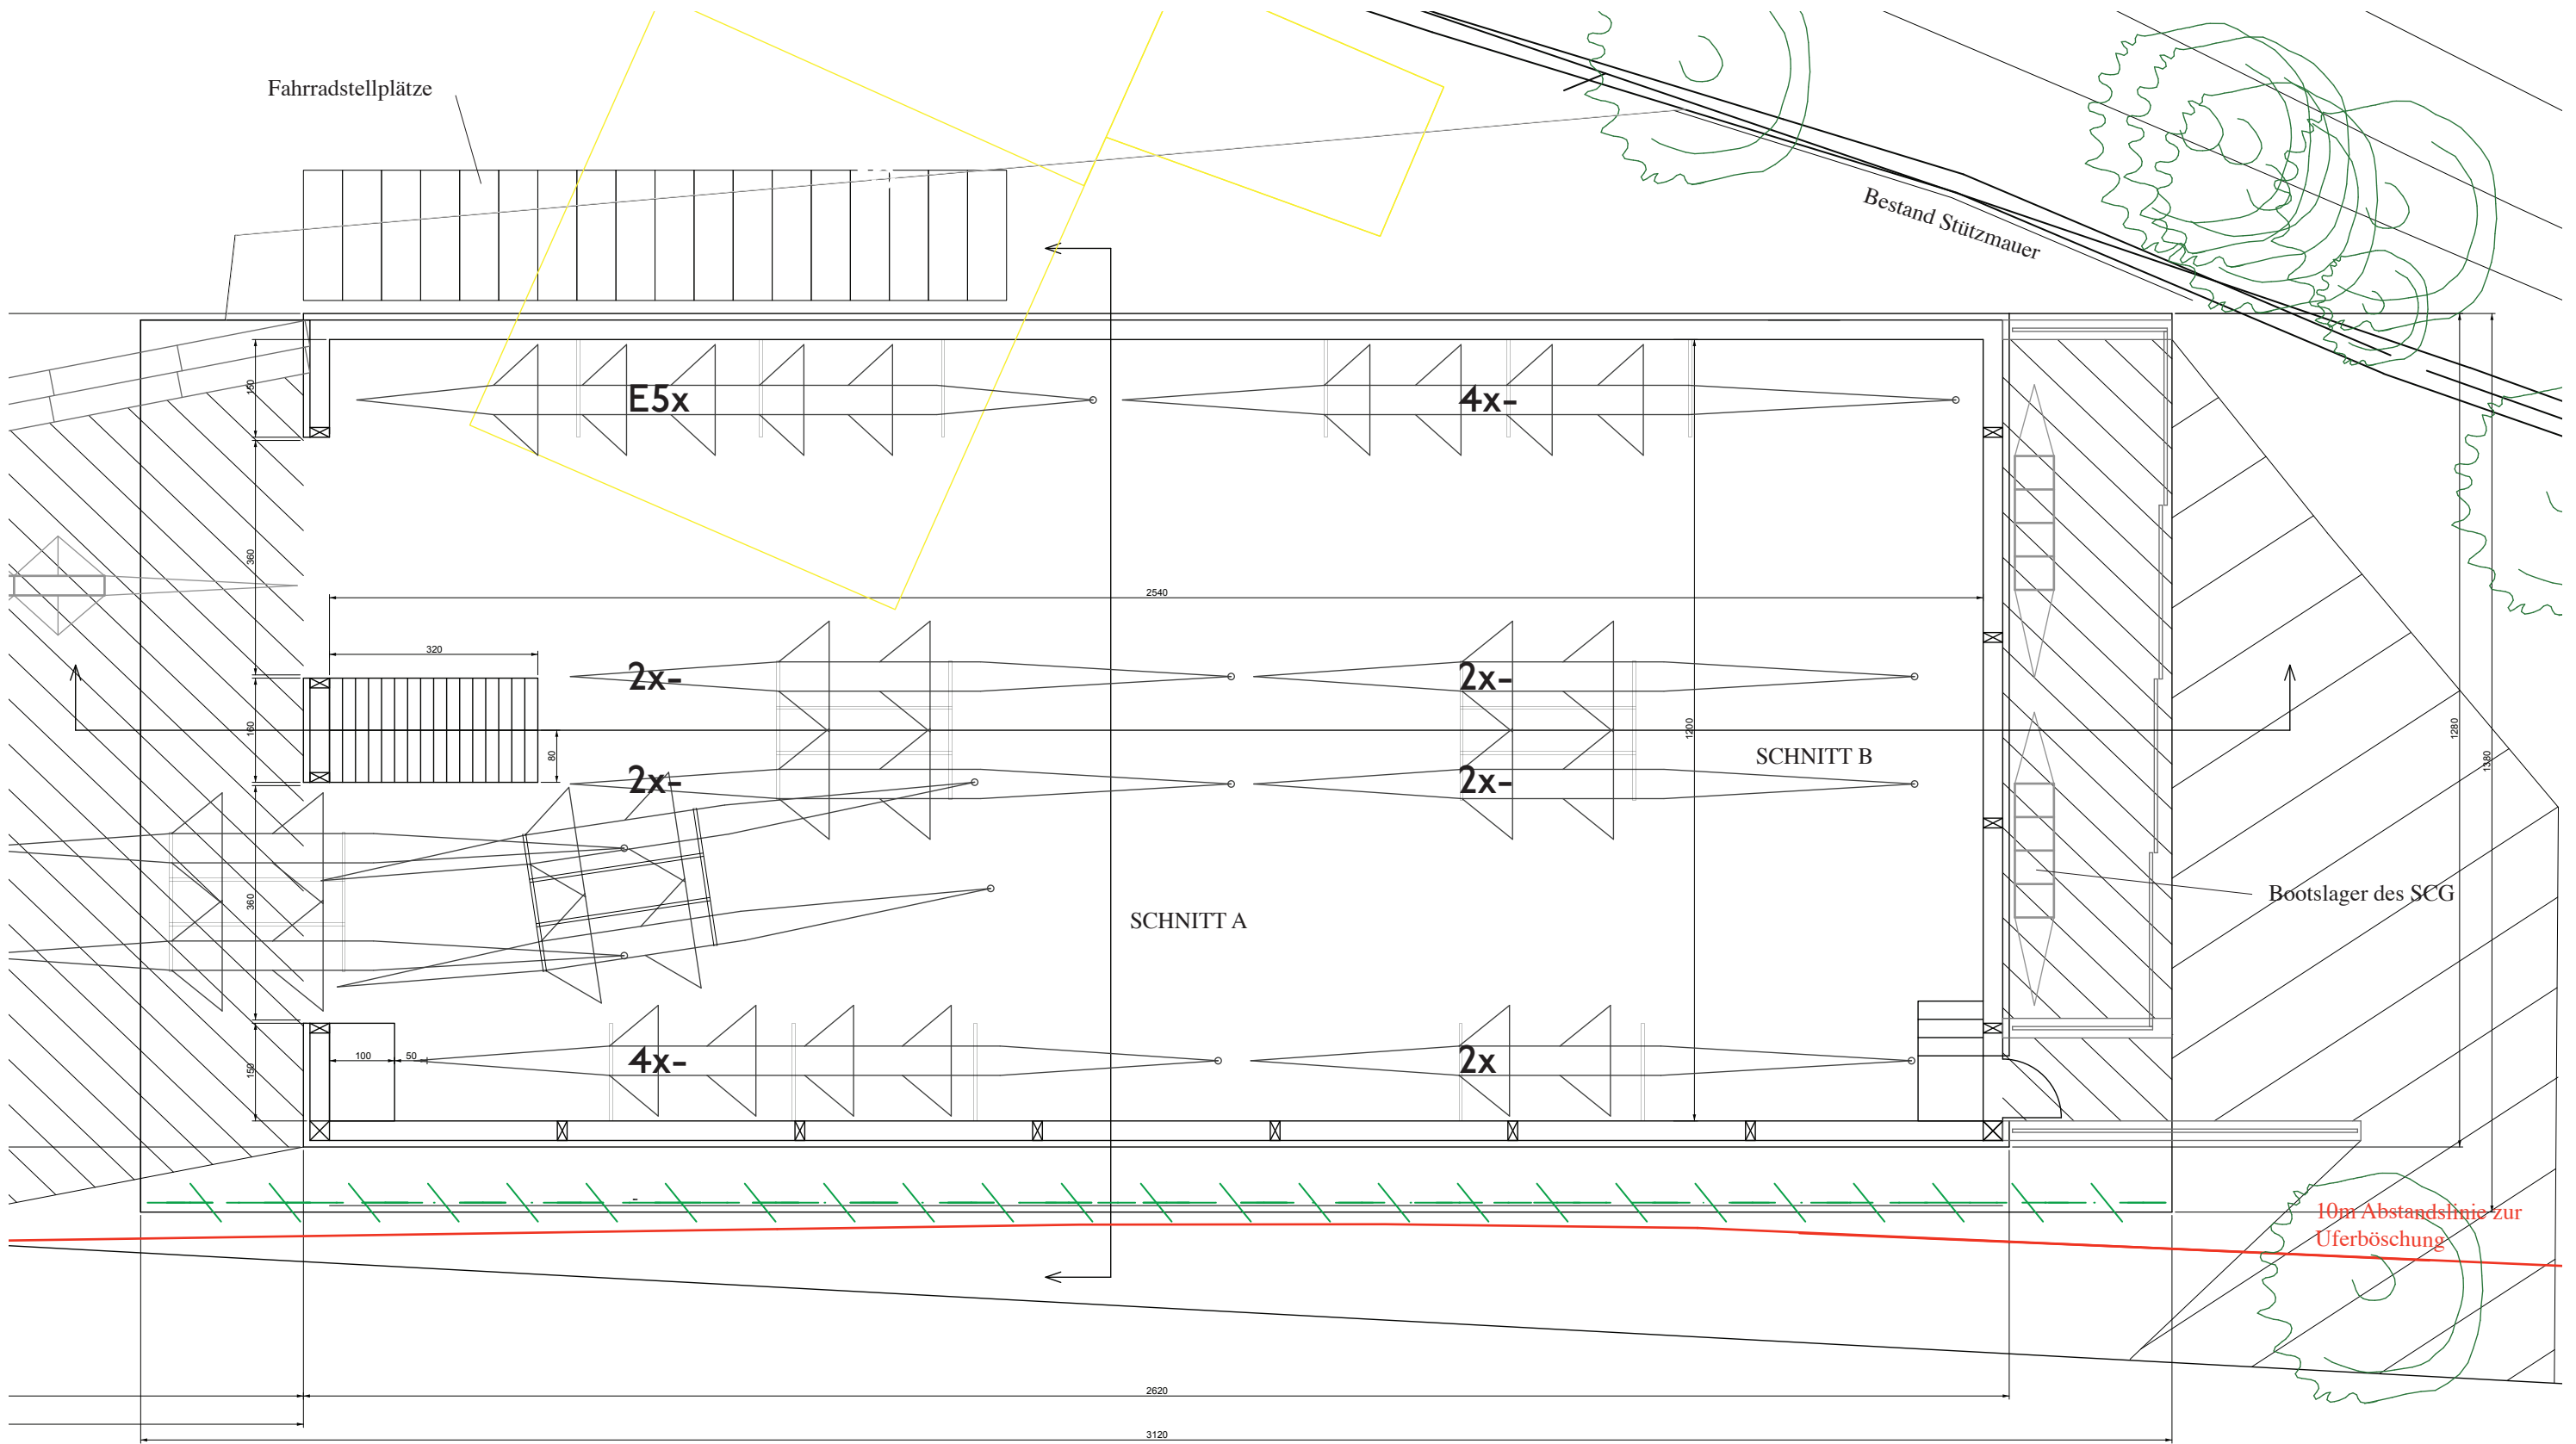 Fahrradstellplätze
Bestand Stützmauer
E5x
4x-
150
360
2540
320
2x-
2x-
160
80
1200
1280
1380
SCHNITT B
2x-
2x-
360
Bootslager des SCG
SCHNITT A
100
50
150
4x-
2x
-
10m Abstandslinie zur
Uferböschung
2620
3120